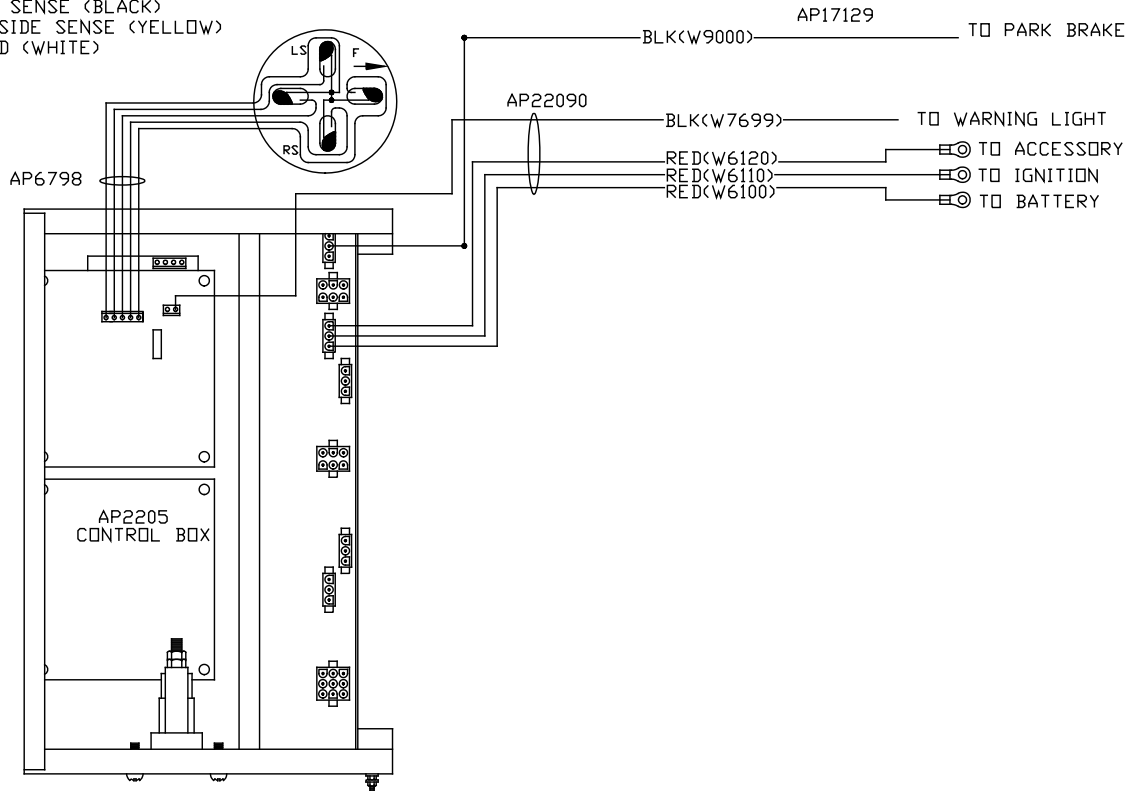 SENSE (BLACK)
SIDE SENSE (YELLOW)
D (WHITE)
AP17129
BLK(W9000)
TO PARK BRAKE
LS
F
RS
AP22090
BLK(W7699)
TO WARNING LIGHT
RED(W6120)
TO ACCESSORY
RED(W6110)
TO IGNITION
RED(W6100)
TO BATTERY
AP6798
AP2205
CONTROL BOX